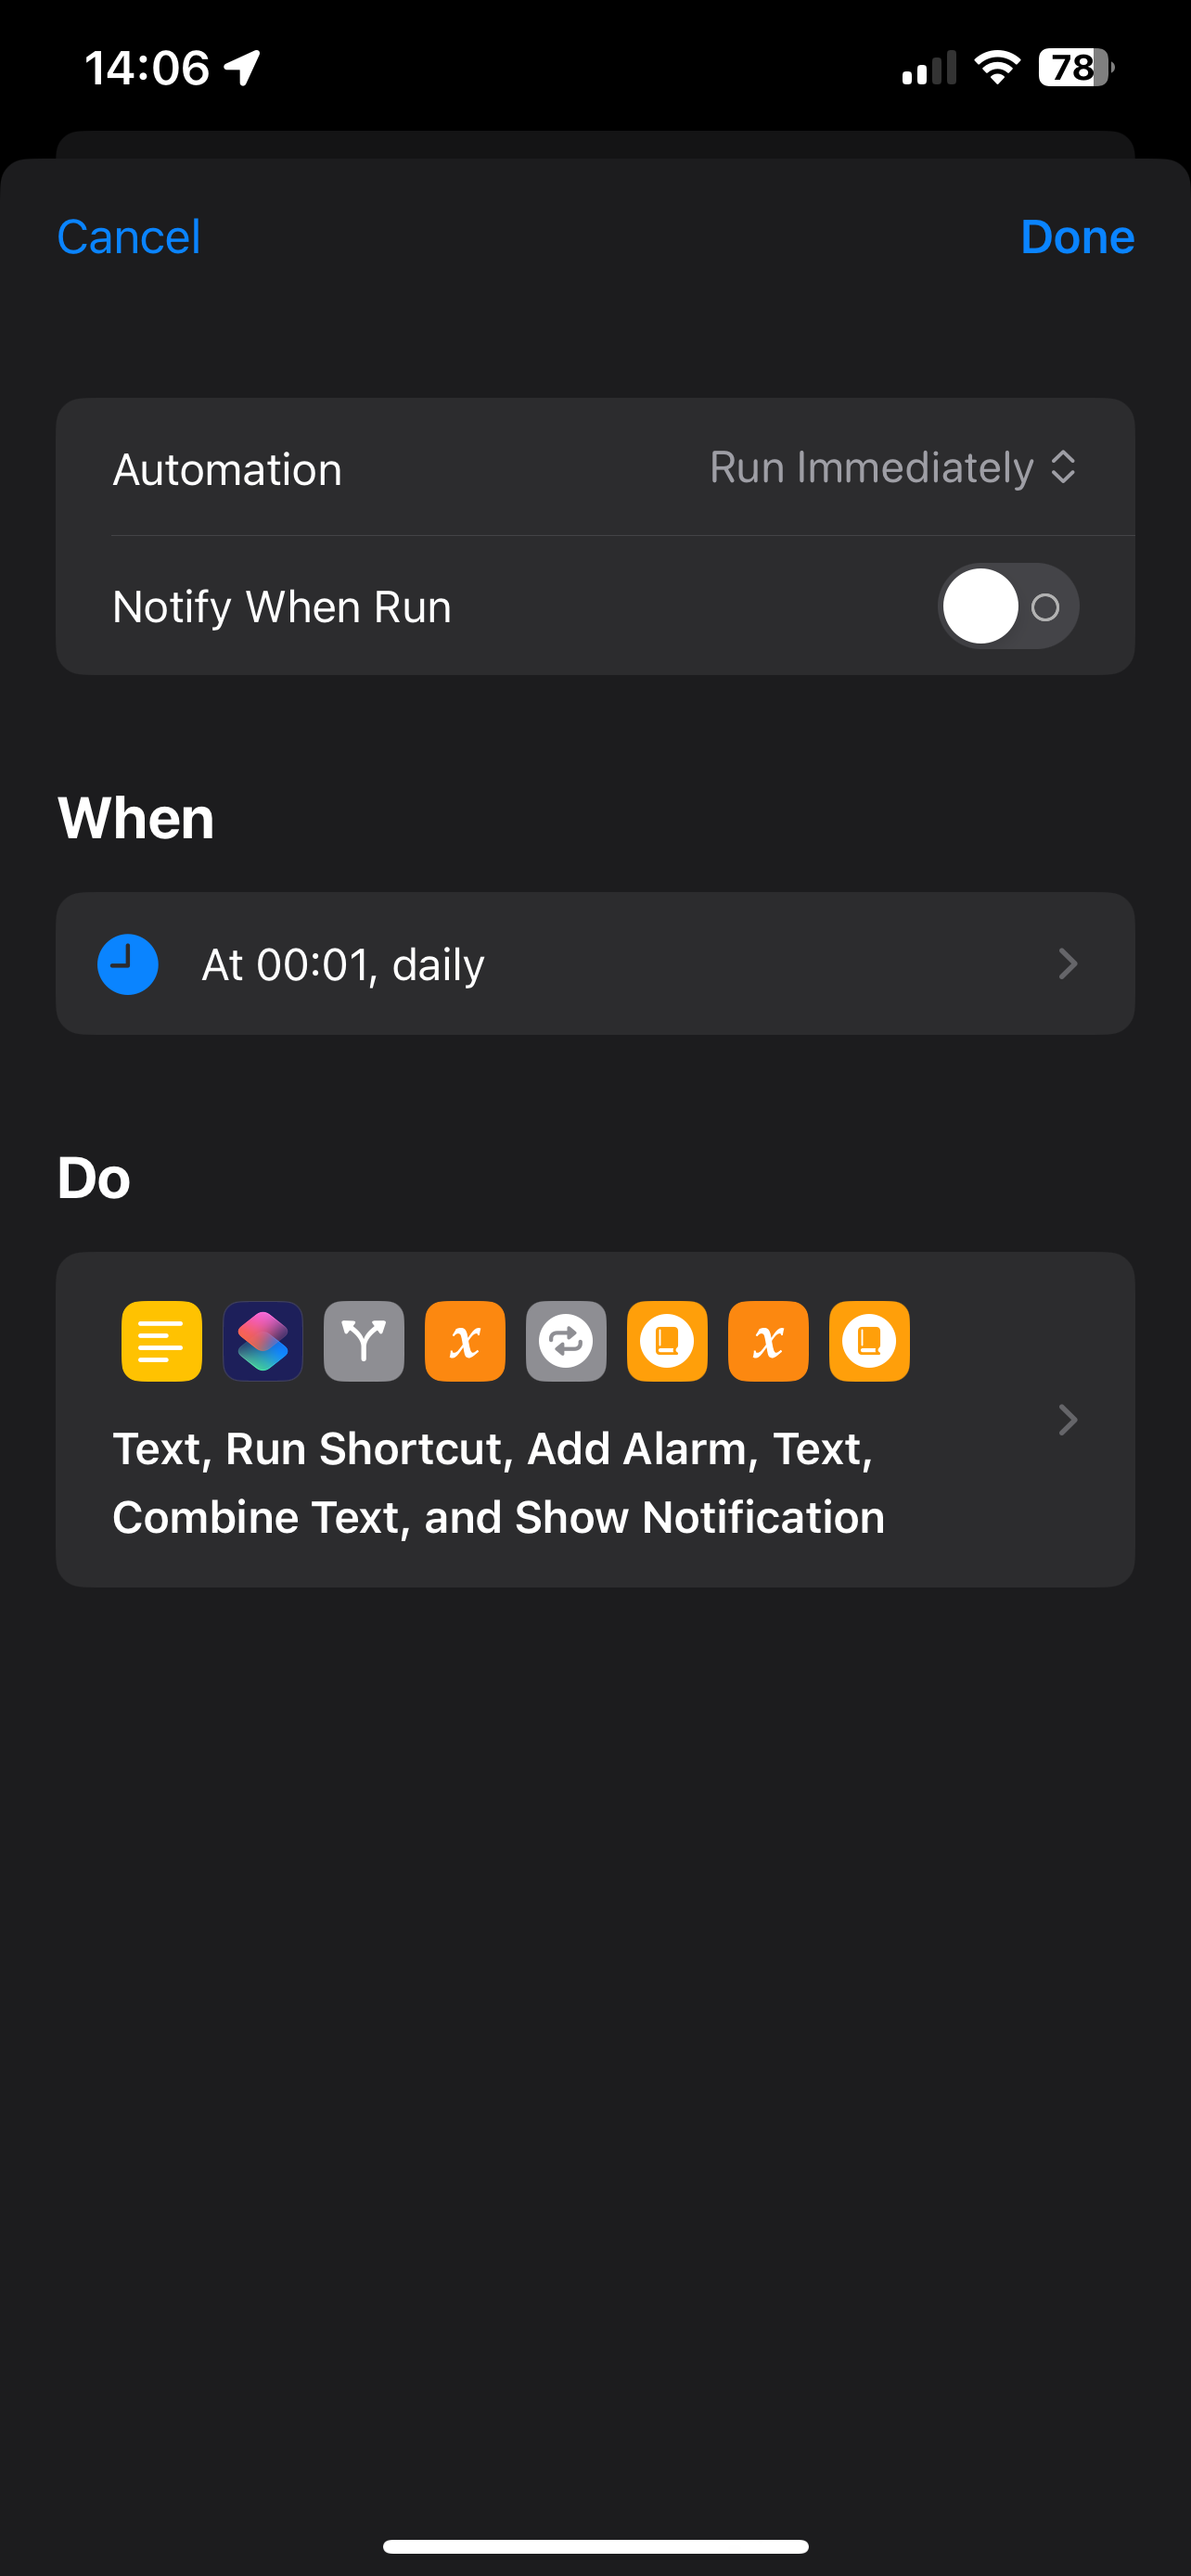 14:06
78
Cancel
Done
Automation
Run Immediately
Notify When Run
When
At 00:01, daily
Do
x
x
Text, Run Shortcut, Add Alarm, Text,
Combine Text, and Show Notification